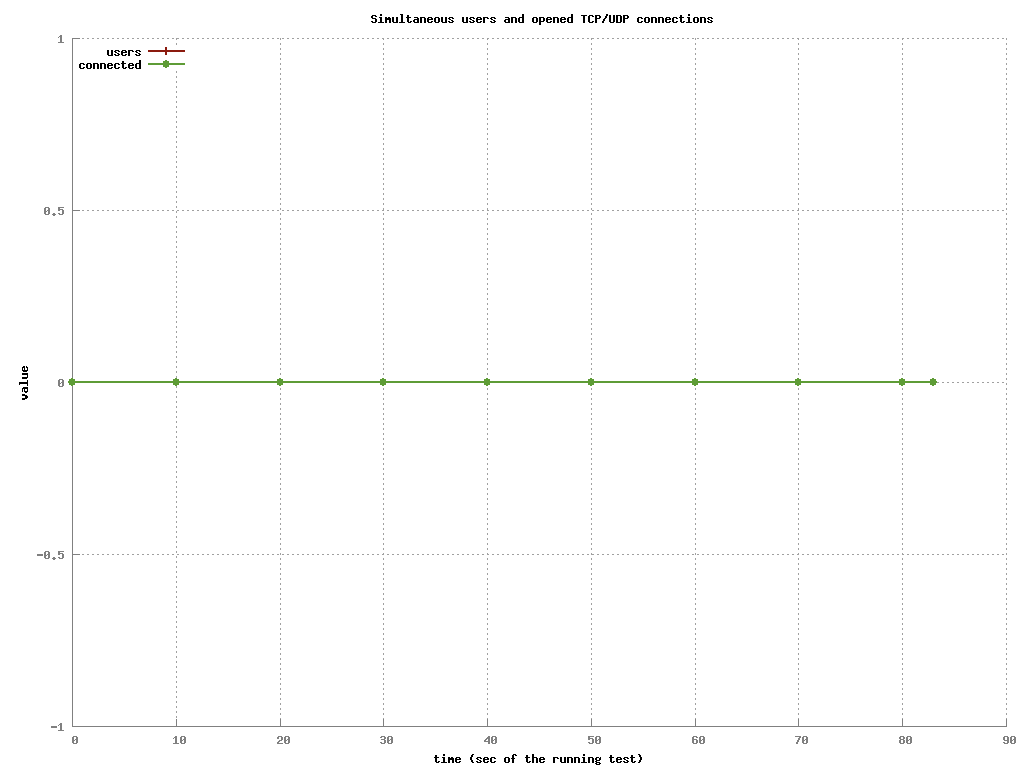 Simultaneous users and opened TCP/UDP connections
1
users
connected
0.5
value
0
-0.5
-1
0 10 20 30 40 50 60 70 80 90
time (sec of the running test)